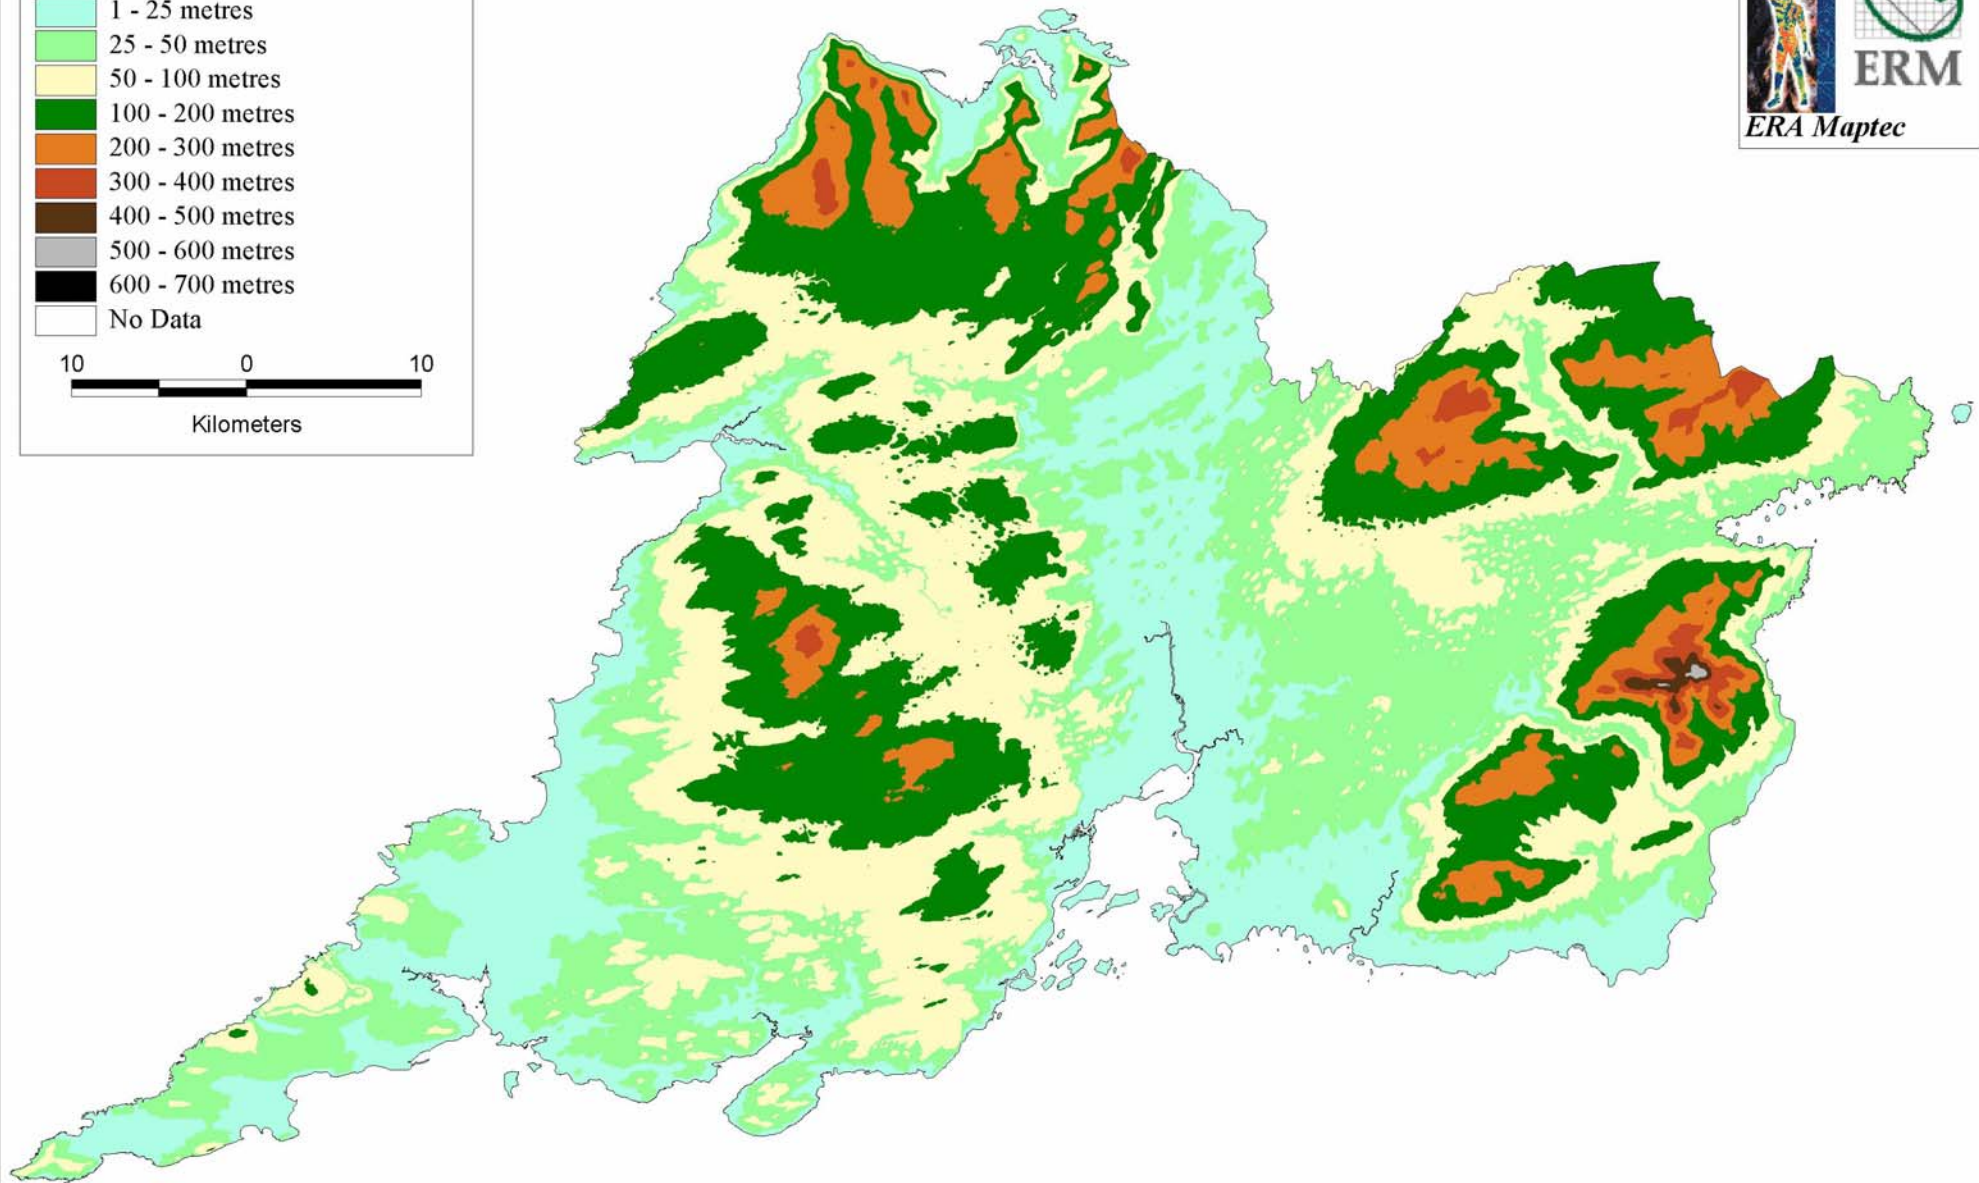 1 - 25 metres
25 - 50 metres
50 - 100 metres
100 - 200 metres
200 - 300 metres
300 - 400 metres
400 - 500 metres
500 - 600 metres
600 - 700 metres
No Data
10 0 10
Kilometers
ERM
ERA Maptec